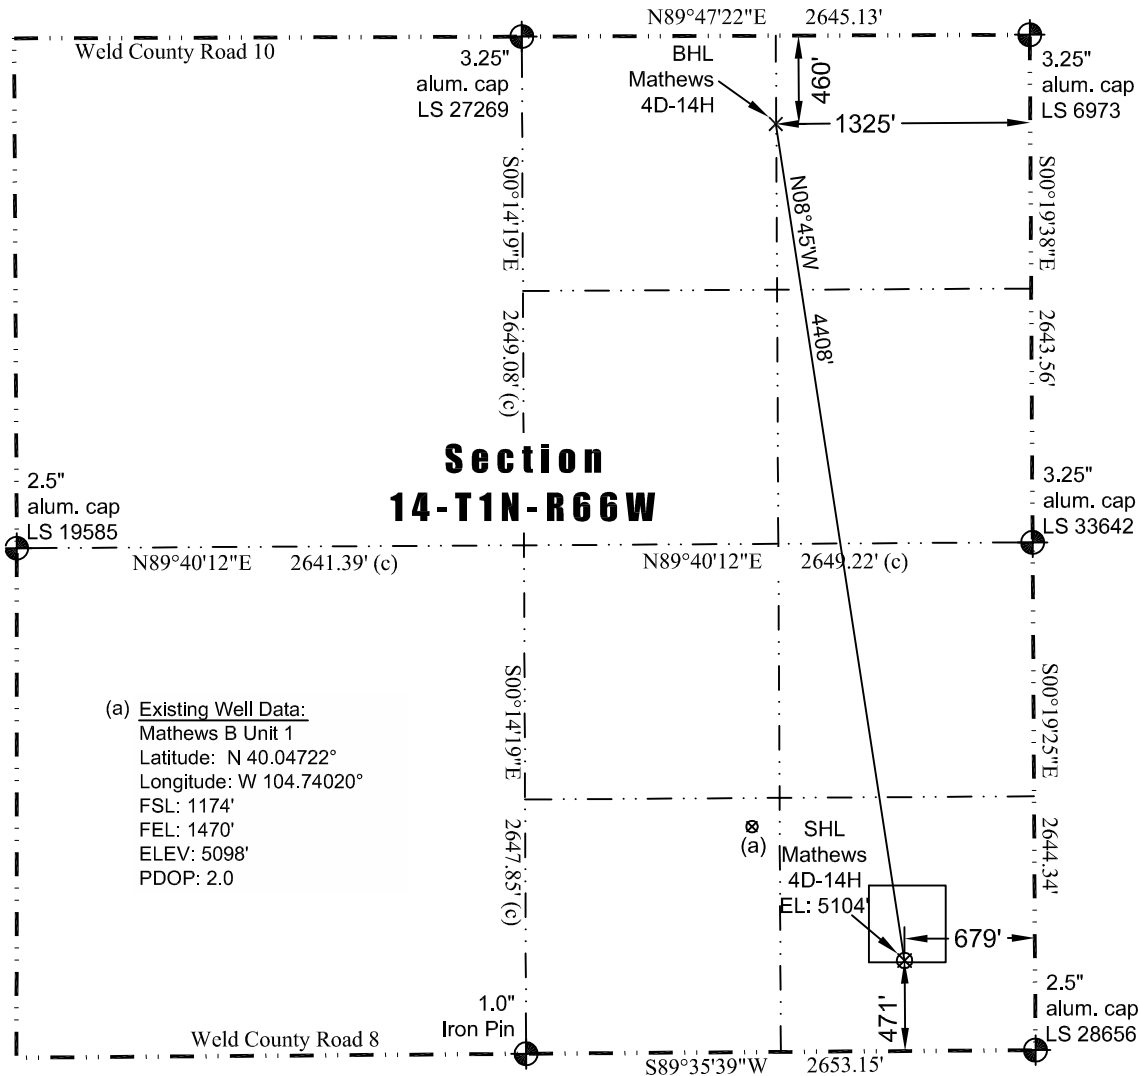 N89°47'22"E 2645.13'
Weld County Road 10
3.25"
alum. cap
LS 27269
BHL
Mathews
4D-14H
460'
1325'
3.25"
alum. cap
LS 6973
S00°14'19"E
2649.08' (c)
N08°45'W
4408'
S00°19'38"E
2643.56'
Section
14-T1N-R66W
2.5"
alum. cap
LS 19585
3.25"
alum. cap
LS 33642
N89°40'12"E 2641.39' (c)
N89°40'12"E 2649.22' (c)
(a) Existing Well Data:
Mathews B Unit 1
Latitude: N 40.04722°
Longitude: W 104.74020°
FSL: 1174'
FEL: 1470'
ELEV: 5098'
PDOP: 2.0
S00°14'19"E
2647.85' (c)
(a)
SHL
Mathews
4D-14H
EL: 5104'
679'
471'
S00°19'25"E
2644.34'
1.0"
Iron Pin
2.5"
alum. cap
LS 28656
Weld County Road 8
S89°35'39"W 2653.15'